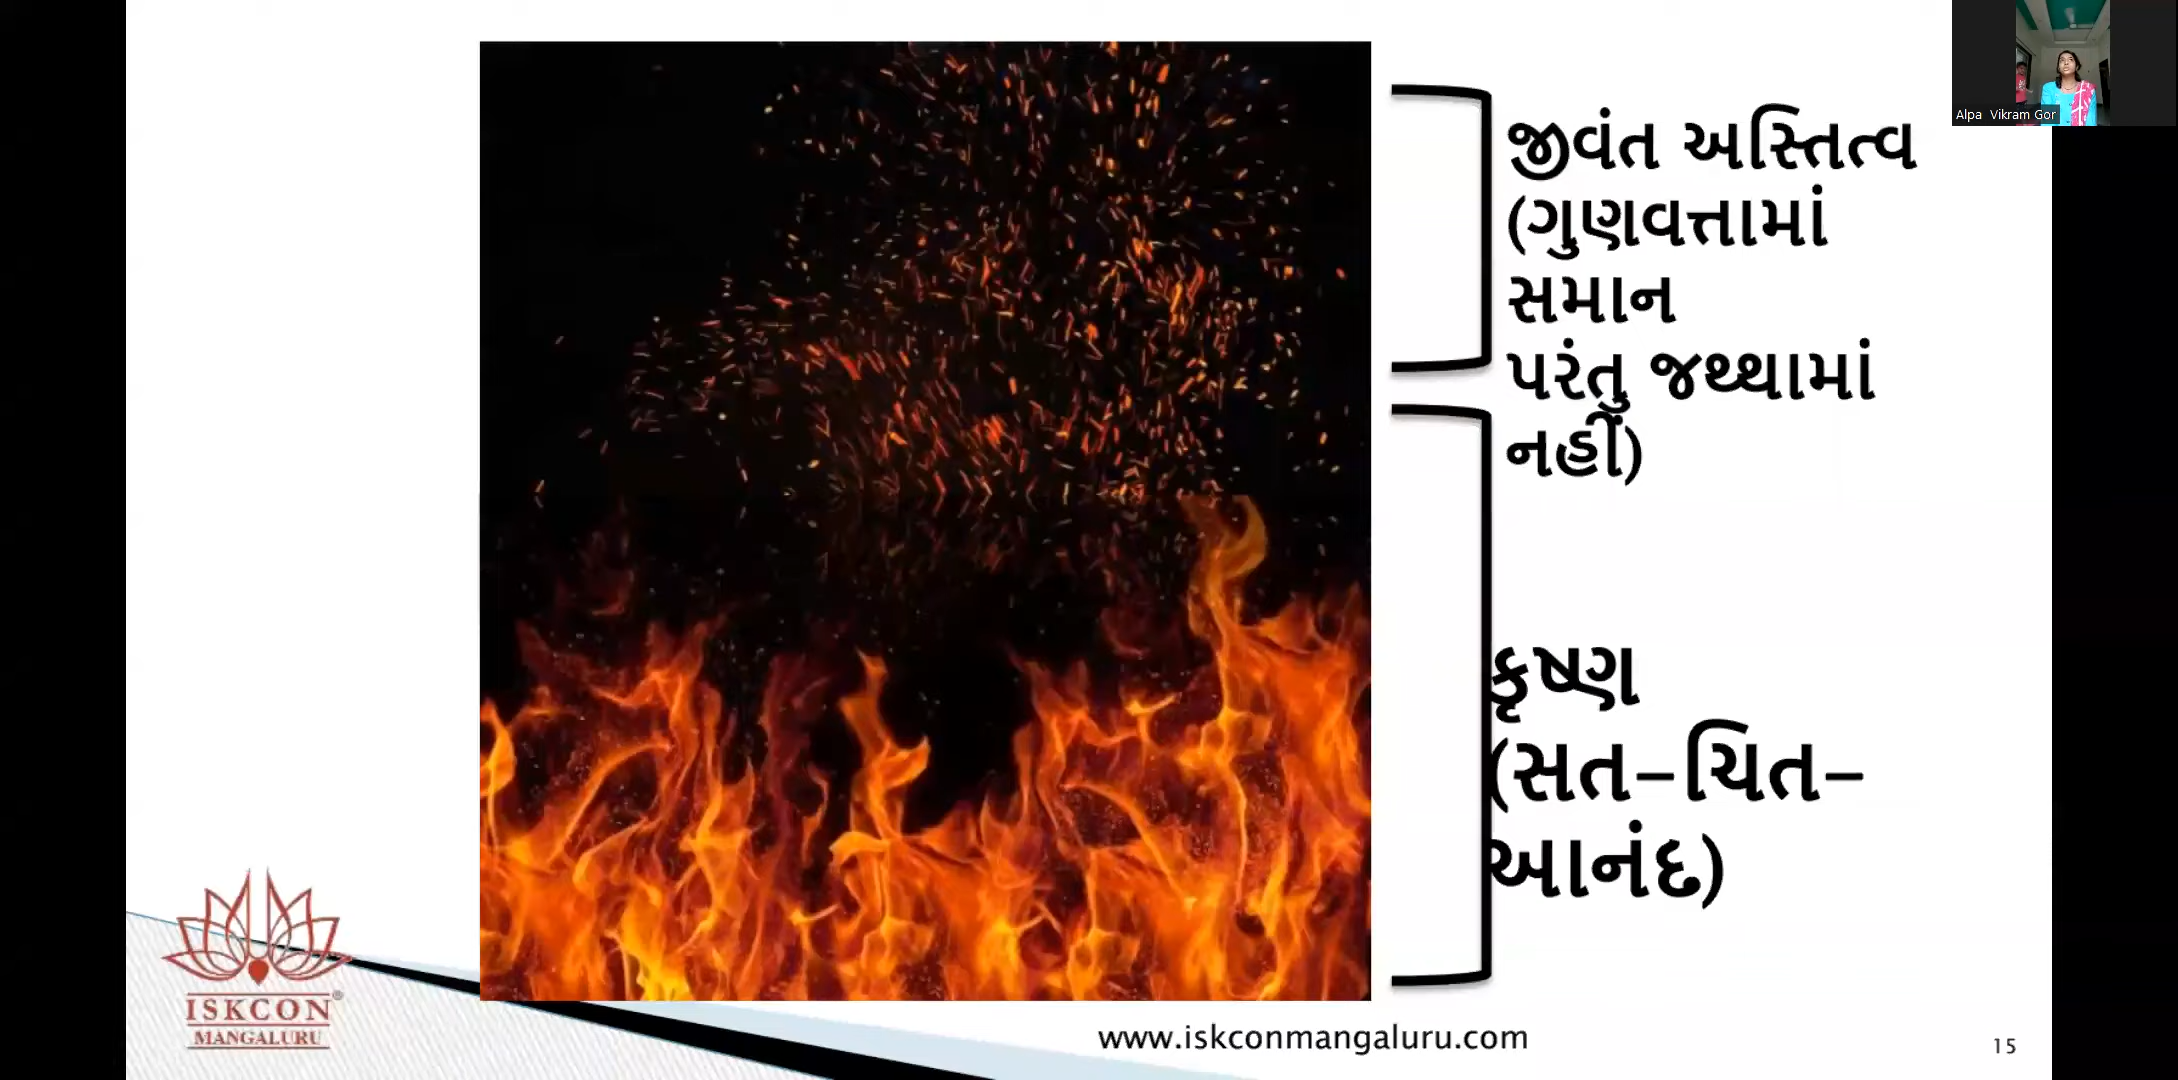 Alpa Vikram Gor
જીવંત અસ્તિત્વ
(ગુણવત્તામાં
સમાન
પરંતુ જથ્થામાં
નહીં)
કૃષ્ણ
(સત–ચિત–
આનંદ)
ISKCON®
MANGALURU
www.iskconmangaluru.com
15